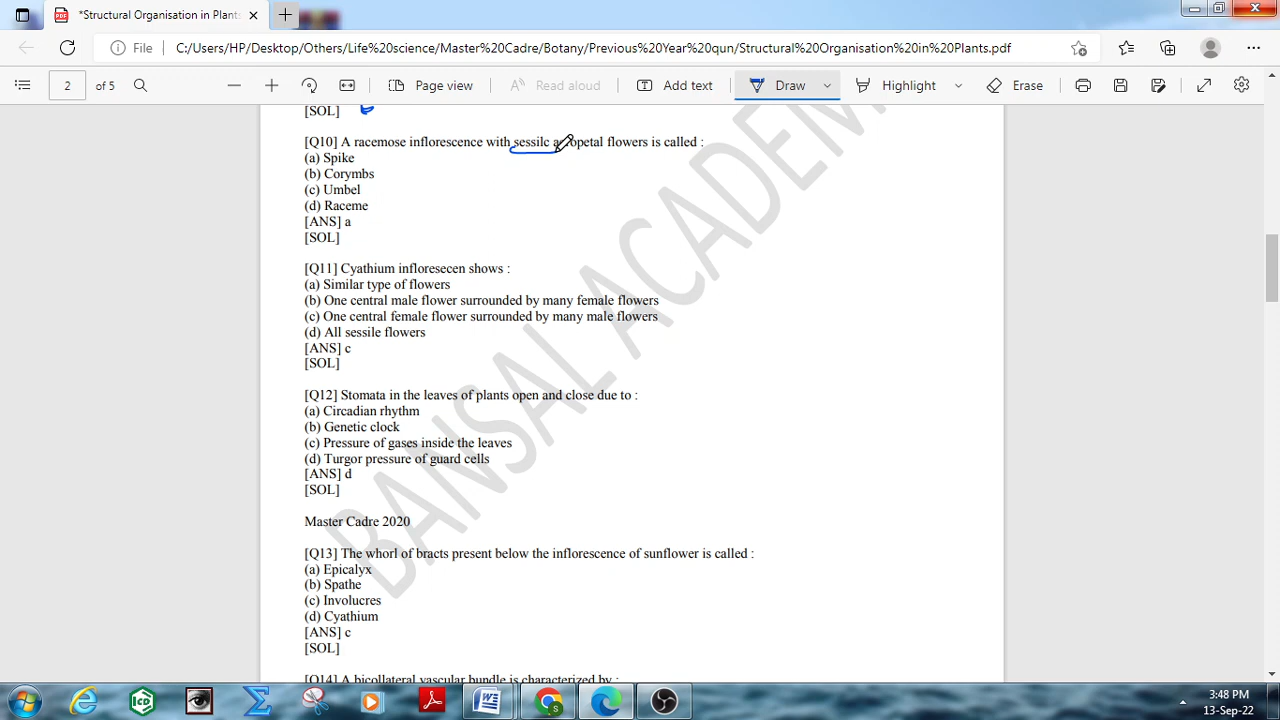 *Structural Organisation in Plants
File C:/Users/HP/Desktop/Others/Life%20science/Master%20Cadre/Botany/Previous%20Year%20qun/Structural%20Organisation%20in%20Plants.pdf
2 of 5 Page view Read aloud Add text Draw Highlight Erase
[SOL]
[Q10] A racemose inflorescence with sessilc flowers is called :
(a) Spike
(b) Corymbs
(c) Umbel
(d) Raceme
[ANS] a
[SOL]
[Q11] Cyathium infloresecen shows :
(a) Similar type of flowers
(b) One central male flower surrounded by many female flowers
(c) One central female flower surrounded by many male flowers
(d) All sessile flowers
[ANS] c
[SOL]
[Q12] Stomata in the leaves of plants open and close due to :
(a) Circadian rhythm
(b) Genetic clock
(c) Pressure of gases inside the leaves
(d) Turgor pressure of guard cells
[ANS] d
[SOL]
Master Cadre 2020
[Q13] The whorl of bracts present below the inflorescence of sunflower is called :
(a) Epicalyx
(b) Spathe
(c) Involucres
(d) Cyathium
[ANS] c
[SOL]
[Q14] A bicollateral vascular bundle is characterized by :
BANSAL ACADEM
3:48 PM
13-Sep-22